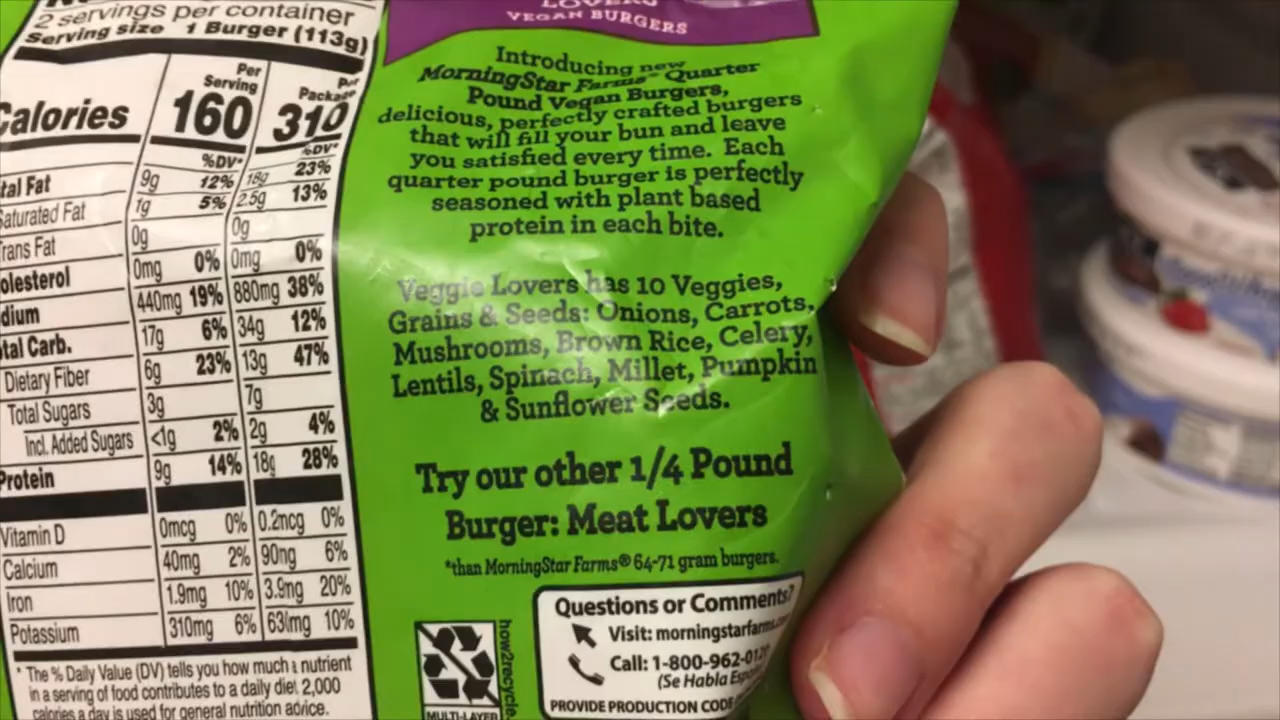 2 servings per container
Serving size 1 Burger (113g)
Per Serving Per Package
Calories 160 310
%DV* %DV*
tal Fat 9g 12% 18g 23%
Saturated Fat 1g 5% 2.5g 13%
Trans Fat 0g 0g
olesterol 0mg 0% 0mg 0%
dium 440mg 19% 880mg 38%
tal Carb. 17g 6% 34g 12%
Dietary Fiber 6g 23% 13g 47%
Total Sugars 3g 7g
Incl. Added Sugars <1g 2% 2g 4%
Protein 9g 14% 18g 28%
Vitamin D 0mcg 0% 0.2mcg 0%
Calcium 40mg 2% 90mg 6%
Iron 1.9mg 10% 3.9mg 20%
Potassium 310mg 6% 630mg 10%
* The % Daily Value (DV) tells you how much a nutrient
in a serving of food contributes to a daily diet 2,000
calories a day is used for general nutrition advice.
LOVERS
VEGAN BURGERS
Introducing new
MorningStar Farms™ Quarter
Pound Vegan Burgers,
delicious, perfectly crafted burgers
that will fill your bun and leave
you satisfied every time. Each
quarter pound burger is perfectly
seasoned with plant based
protein in each bite.
Veggie Lovers has 10 Veggies,
Grains & Seeds: Onions, Carrots,
Mushrooms, Brown Rice, Celery,
Lentils, Spinach, Millet, Pumpkin
& Sunflower Seeds.
Try our other 1/4 Pound
Burger: Meat Lovers
*than MorningStar Farms® 64-71 gram burgers.
how2recycle.
MULTI-LAYER
Questions or Comments?
Visit: morningstarfarms
Call: 1-800-962-012
(Se Habla Espa
PROVIDE PRODUCTION CODE